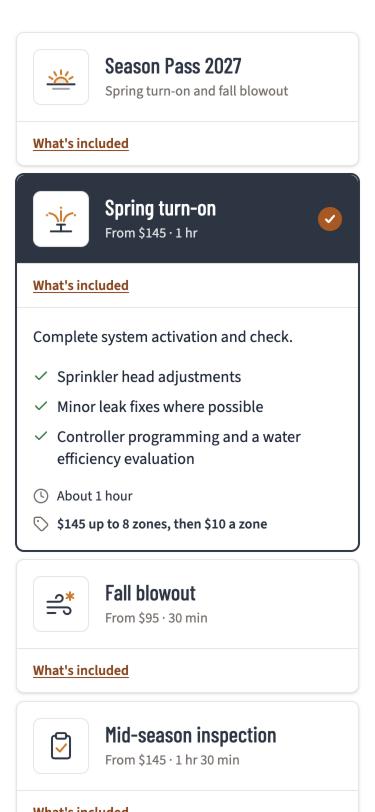 Season Pass 2027
Spring turn-on and fall blowout
What's included
Spring turn-on
From $145 · 1 hr
What's included
Complete system activation and check.
Sprinkler head adjustments
Minor leak fixes where possible
Controller programming and a water
efficiency evaluation
About 1 hour
$145 up to 8 zones, then $10 a zone
Fall blowout
From $95 · 30 min
What's included
Mid-season inspection
From $145 · 1 hr 30 min
What's included